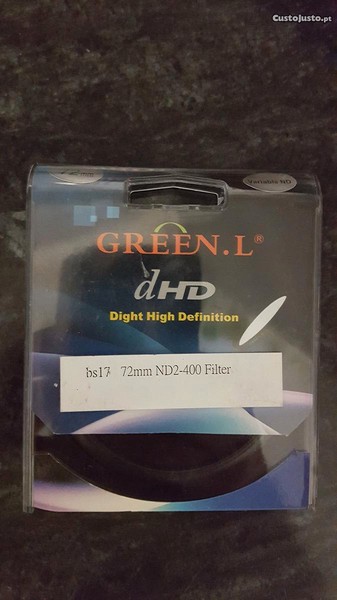 CustoJusto.pt
Variable ND
GREEN.L®
dHD
Dight High Definition
bs17 72mm ND2-400 Filter